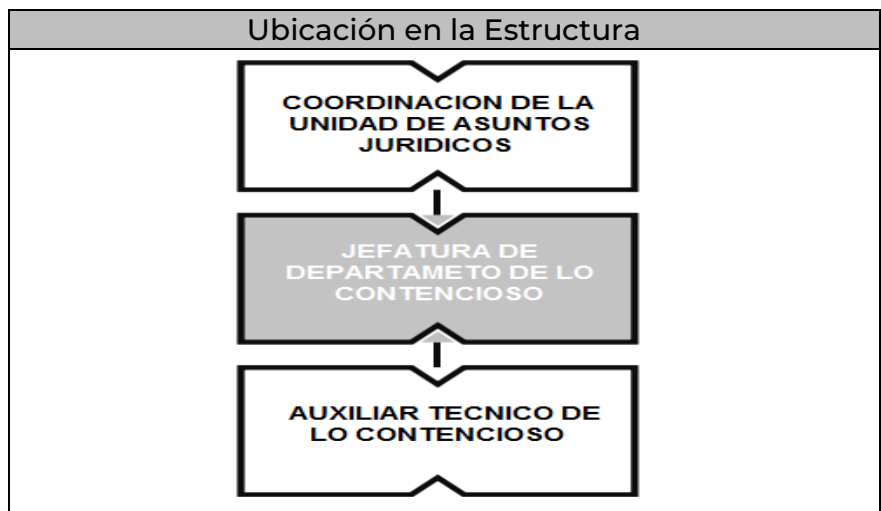 Ubicación en la Estructura
COORDINACION DE LA
UNIDAD DE ASUNTOS
JURIDICOS
JEFATURA DE
DEPARTAMETO DE LO
CONTENCIOSO
AUXILIAR TECNICO DE
LO CONTENCIOSO